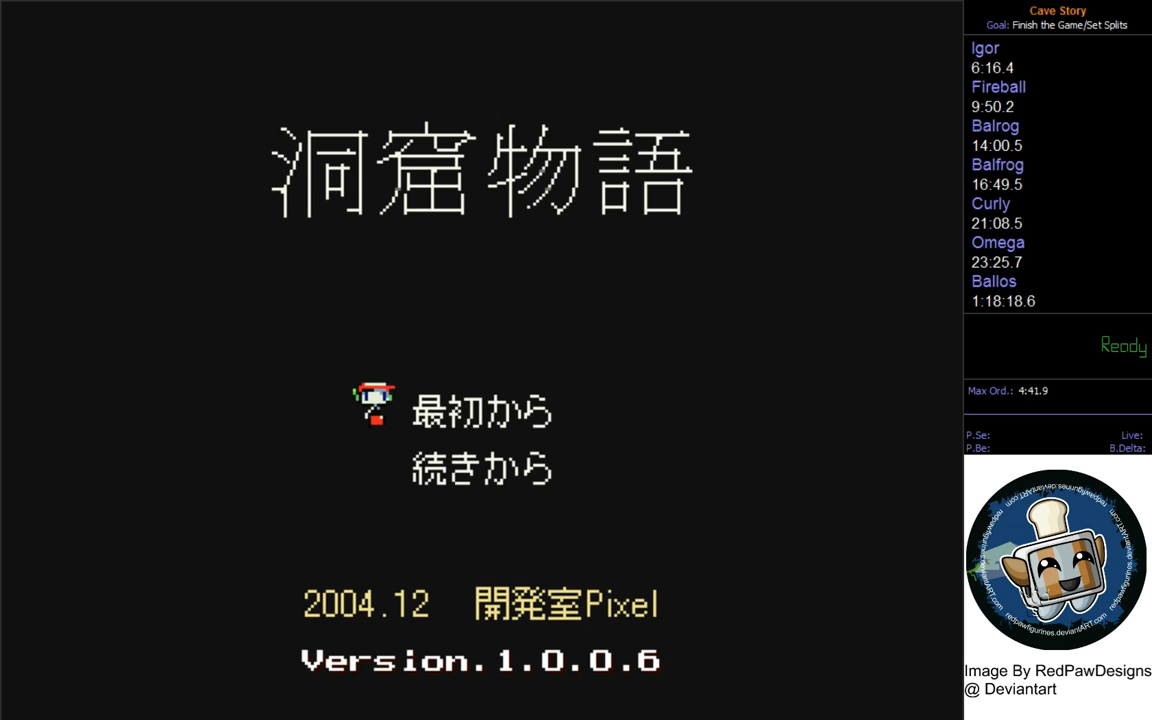 洞窟物語
最初から
続きから
2004.12 開発室Pixel
Version.1.0.0.6
Cave Story
Goal: Finish the Game/Set Splits
Igor
6:16.4
Fireball
9:50.2
Balrog
14:00.5
Balfrog
16:49.5
Curly
21:08.5
Omega
23:25.7
Ballos
1:18:18.6
Ready
Max Ord.: 4:41.9
P.Se: Live:
P.Be: B.Delta:
redpawfigurines.deviantART.com
Image By RedPawDesigns
@ Deviantart